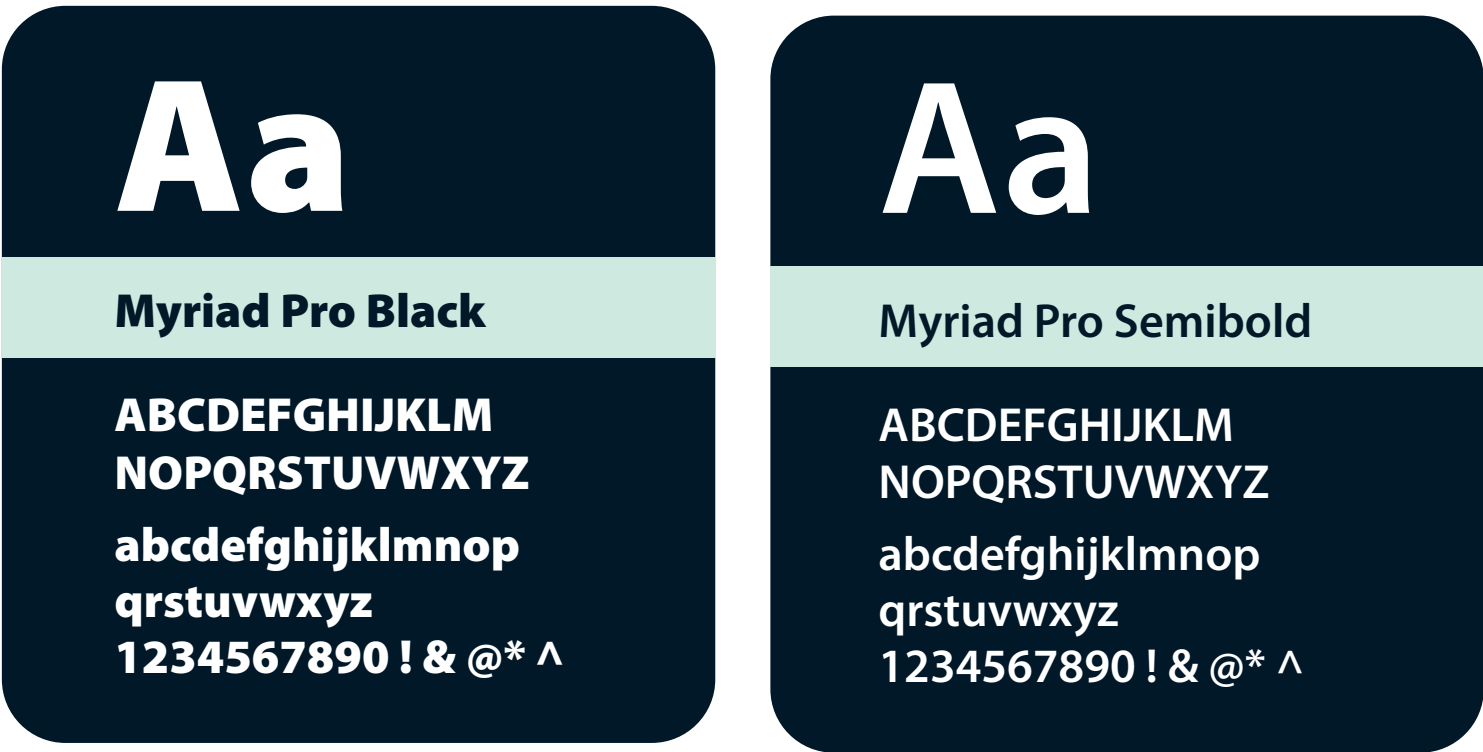 Aa
Myriad Pro Black
ABCDEFGHIJKLM
NOPQRSTUVWXYZ
abcdefghijklmnop
qrstuvwxyz
1234567890 ! & @* ^
Aa
Myriad Pro Semibold
ABCDEFGHIJKLM
NOPQRSTUVWXYZ
abcdefghijklmnop
qrstuvwxyz
1234567890 ! & @* ^